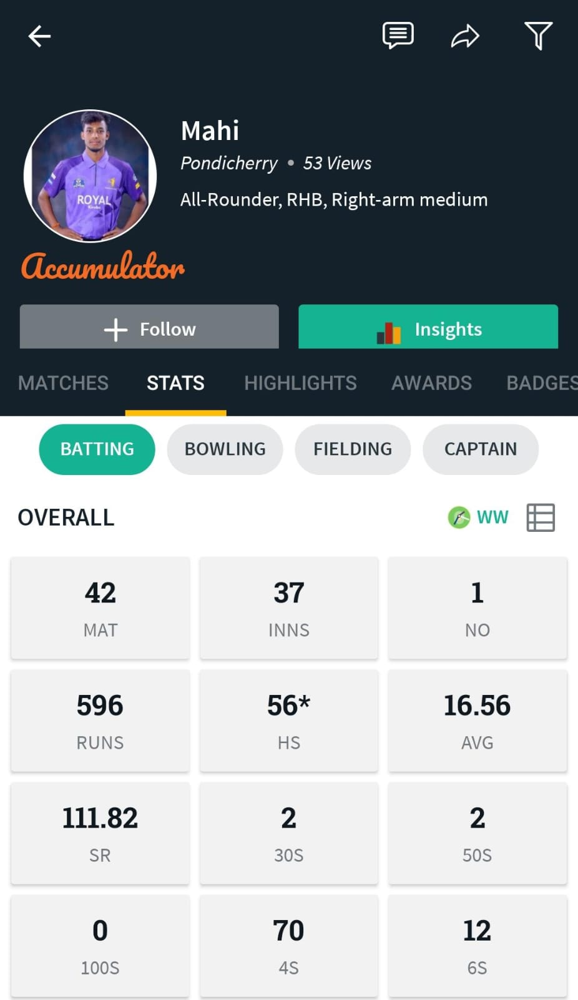 Mahi
Pondicherry • 53 Views
All-Rounder, RHB, Right-arm medium
ROYAL
Accumulator
Follow
Insights
MATCHES STATS HIGHLIGHTS AWARDS BADGES
BATTING BOWLING FIELDING CAPTAIN
OVERALL WW
42 37 1
MAT INNS NO
596 56* 16.56
RUNS HS AVG
111.82 2 2
SR 30S 50S
0 70 12
100S 4S 6S